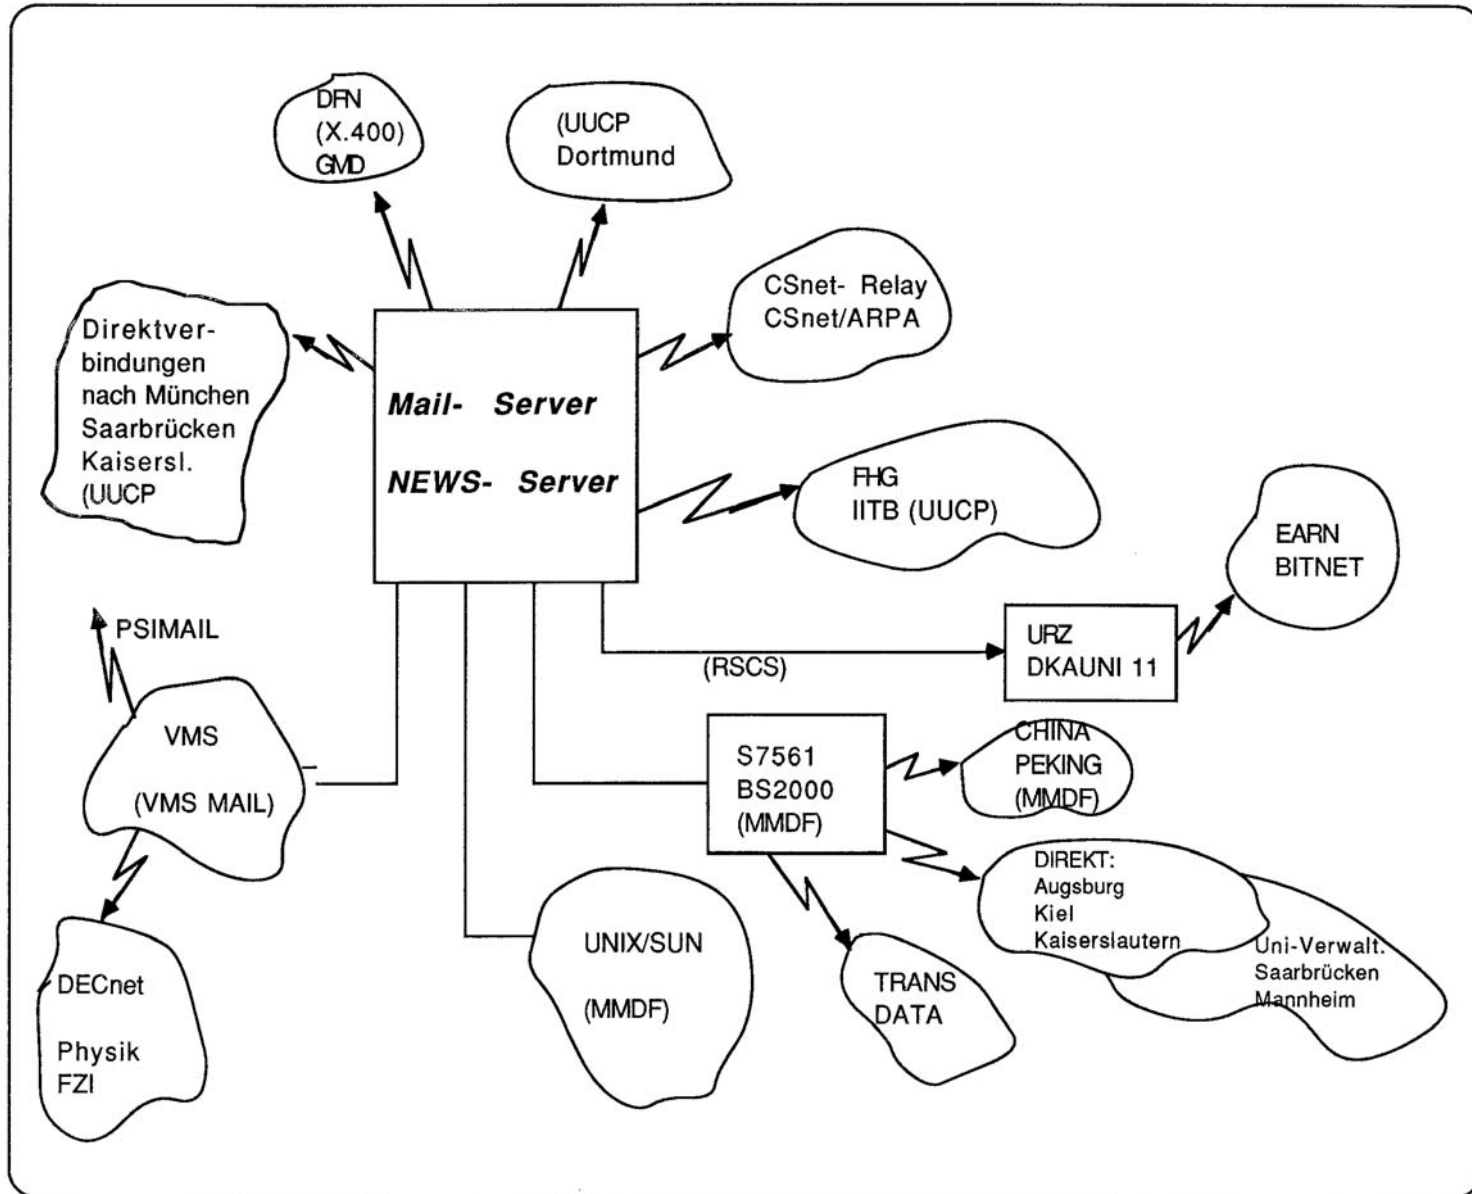 DFN
(X.400)
GMD
(UUCP
Dortmund
CSnet- Relay
CSnet/ARPA
Direktver-
bindungen
nach München
Saarbrücken
Kaisersl.
(UUCP
Mail- Server
NEWS- Server
FHG
IITB (UUCP)
EARN
BITNET
PSIMAIL
(RSCS)
URZ
DKAUNI 11
VMS
(VMS MAIL)
S7561
BS2000
(MMDF)
CHINA
PEKING
(MMDF)
DIREKT:
Augsburg
Kiel
Kaiserslautern
Uni-Verwalt.
Saarbrücken
Mannheim
UNIX/SUN
(MMDF)
TRANS
DATA
DECnet
Physik
FZI